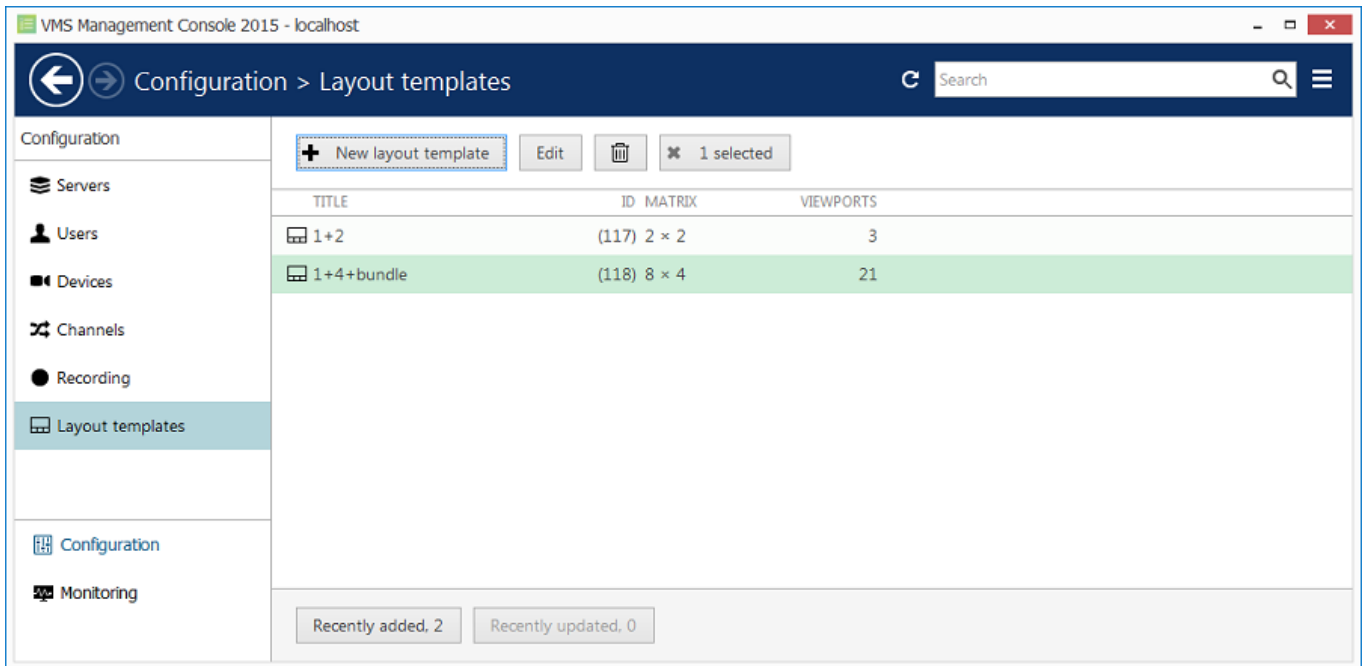 VMS Management Console 2015 - localhost
Configuration > Layout templates
Search
Configuration
Servers
Users
Devices
Channels
Recording
Layout templates
Configuration
Monitoring
New layout template Edit 1 selected
TITLE ID MATRIX VIEWPORTS
1+2 (117) 2 × 2 3
1+4+bundle (118) 8 × 4 21
Recently added, 2 Recently updated, 0